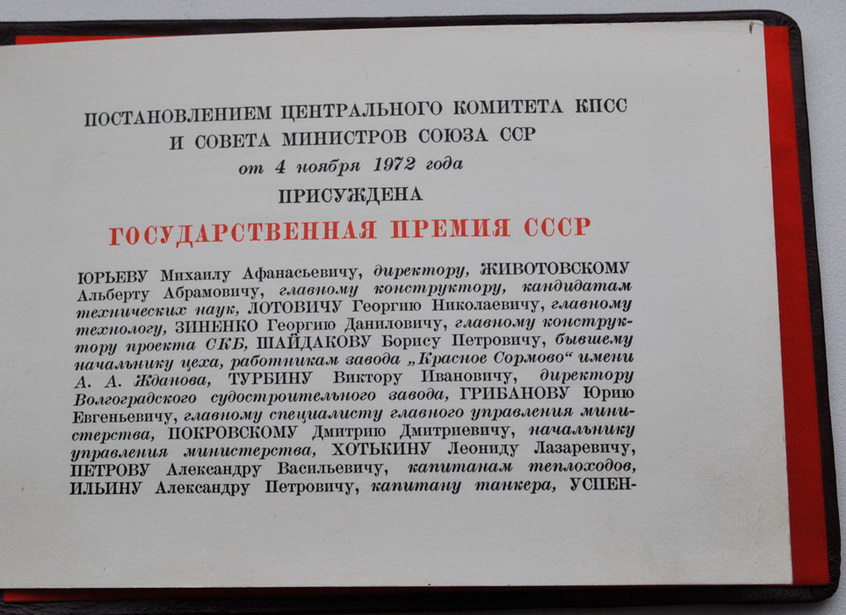 ПОСТАНОВЛЕНИЕМ ЦЕНТРАЛЬНОГО КОМИТЕТА КПСС
И СОВЕТА МИНИСТРОВ СОЮЗА ССР
от 4 ноября 1972 года
ПРИСУЖДЕНА
ГОСУДАРСТВЕННАЯ ПРЕМИЯ СССР
ЮРЬЕВУ Михаилу Афанасьевичу, директору, ЖИВОТОВСКОМУ
Альберту Абрамовичу, главному конструктору, кандидатам
технических наук, ЛОТОВИЧУ Георгию Николаевичу, главному
технологу, ЗИНЕНКО Георгию Даниловичу, главному конструк-
тору проекта СКБ, ШАЙДАКОВУ Борису Петровичу, бывшему
начальнику цеха, работникам завода „Красное Сормово“ имени
А. А. Жданова, ТУРБИНУ Виктору Ивановичу, директору
Волгоградского судостроительного завода, ГРИБАНОВУ Юрию
Евгеньевичу, главному специалисту главного управления мини-
стерства, ПОКРОВСКОМУ Дмитрию Дмитриевичу, начальнику
управления министерства, ХОТЬКИНУ Леониду Лазаревичу,
ПЕТРОВУ Александру Васильевичу, капитанам теплоходов,
ИЛЬИНУ Александру Петровичу, капитану танкера, УСПЕН-